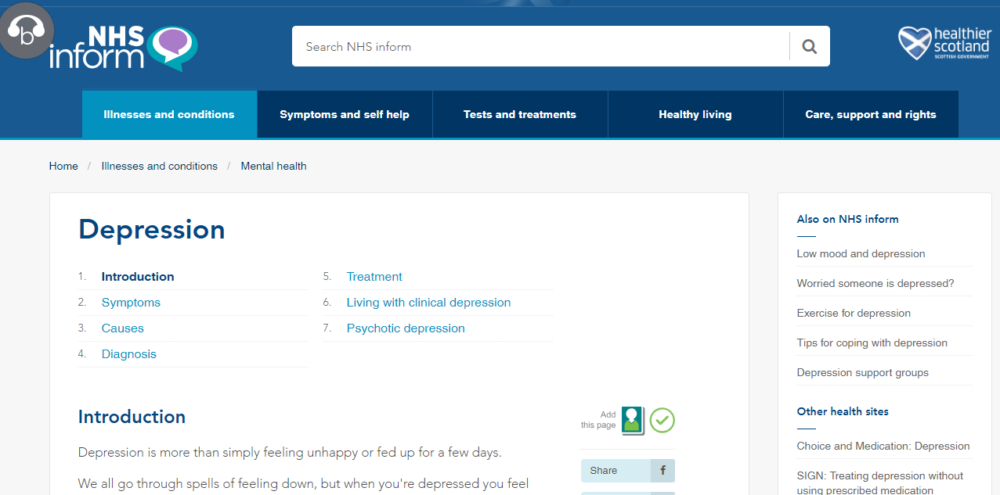 b
NHS
inform
Search NHS inform
healthier
scotland
SCOTTISH GOVERNMENT
Illnesses and conditions
Symptoms and self help
Tests and treatments
Healthy living
Care, support and rights
Home / Illnesses and conditions / Mental health
Depression
1. Introduction
2. Symptoms
3. Causes
4. Diagnosis
5. Treatment
6. Living with clinical depression
7. Psychotic depression
Introduction
Depression is more than simply feeling unhappy or fed up for a few days.
We all go through spells of feeling down, but when you're depressed you feel
Add
this page
Share f
Also on NHS inform
Low mood and depression
Worried someone is depressed?
Exercise for depression
Tips for coping with depression
Depression support groups
Other health sites
Choice and Medication: Depression
SIGN: Treating depression without
using prescribed medication